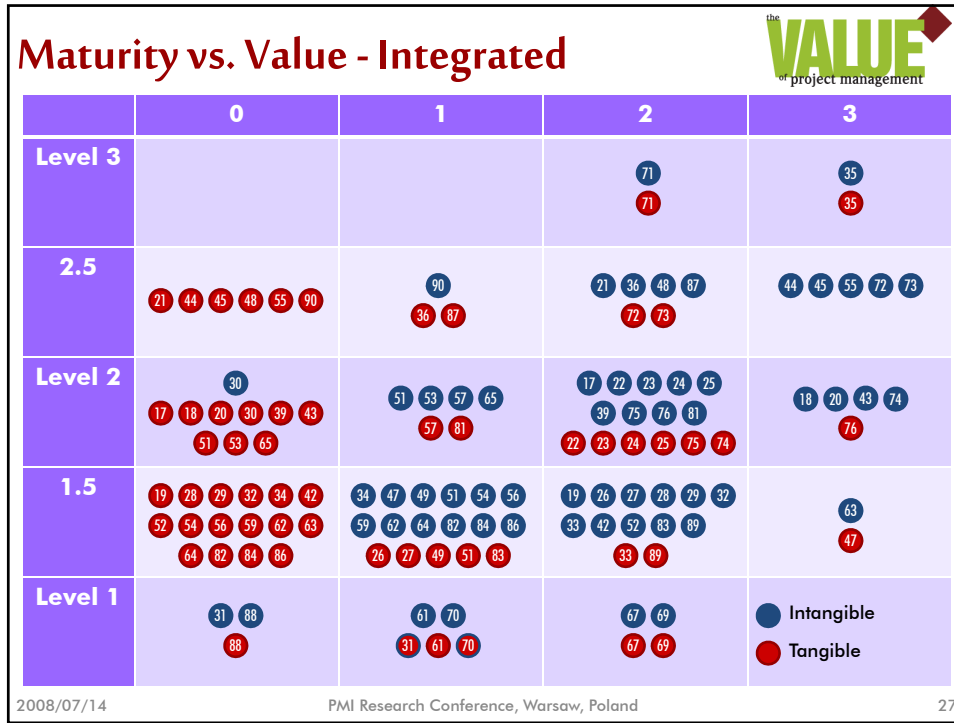 Maturity vs. Value - Integrated
the
VALUE
of project management
0 1 2 3
Level 3
71
71
35
35
2.5
21 44 45 48 55 90
90
36 87
21 36 48 87
72 73
44 45 55 72 73
Level 2
30
17 18 20 30 39 43
51 53 65
51 53 57 65
57 81
17 22 23 24 25
39 75 76 81
22 23 24 25 75 74
18 20 43 74
76
1.5
19 28 29 32 34 42
52 54 56 59 62 63
64 82 84 86
34 47 49 51 54 56
59 62 64 82 84 86
26 27 49 51 83
19 26 27 28 29 32
33 42 52 83 89
33 89
63
47
Level 1
31 88
88
61 70
31 61 70
67 69
67 69
Intangible
Tangible
2008/07/14 PMI Research Conference, Warsaw, Poland 27